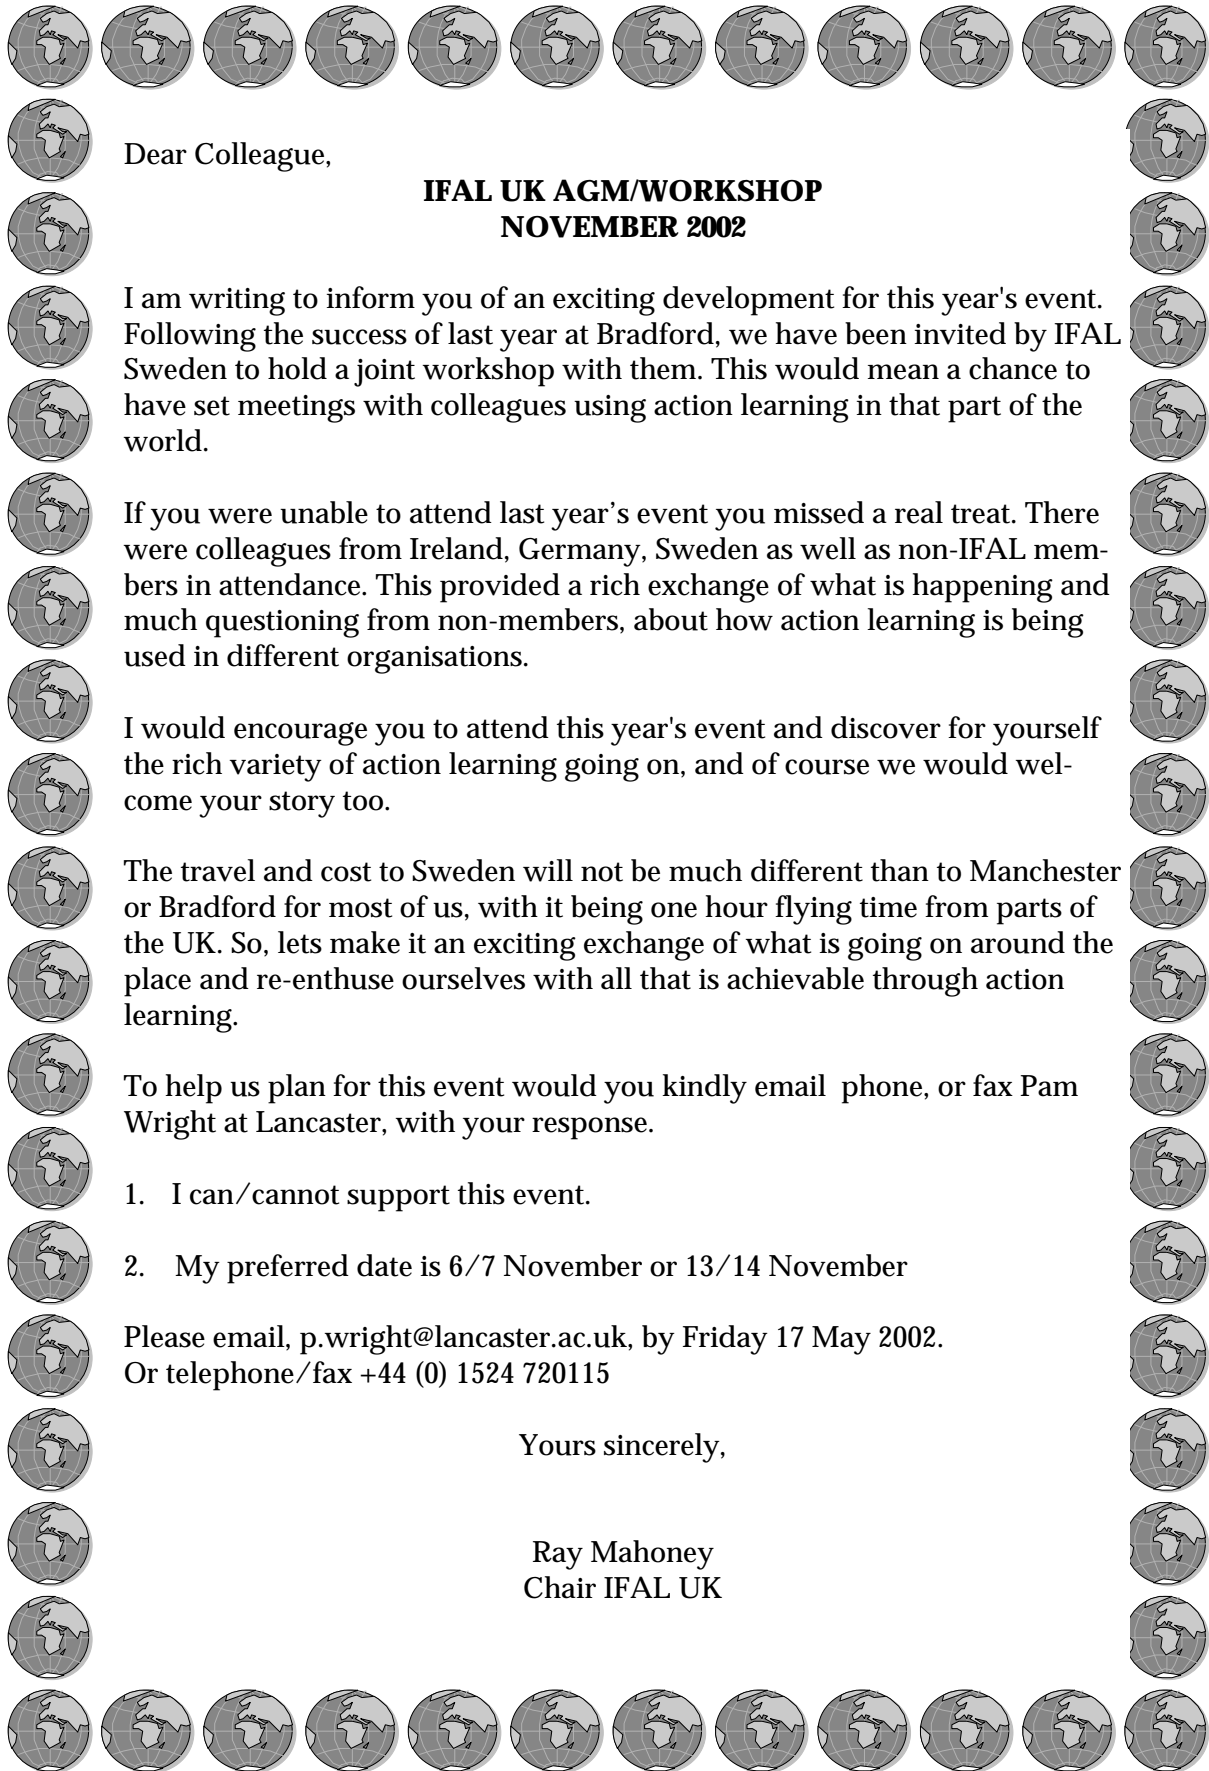 Dear Colleague,
IFAL UK AGM/WORKSHOP
NOVEMBER 2002
I am writing to inform you of an exciting development for this year's event.
Following the success of last year at Bradford, we have been invited by IFAL
Sweden to hold a joint workshop with them. This would mean a chance to
have set meetings with colleagues using action learning in that part of the
world.
If you were unable to attend last year’s event you missed a real treat. There
were colleagues from Ireland, Germany, Sweden as well as non-IFAL mem-
bers in attendance. This provided a rich exchange of what is happening and
much questioning from non-members, about how action learning is being
used in different organisations.
I would encourage you to attend this year's event and discover for yourself
the rich variety of action learning going on, and of course we would wel-
come your story too.
The travel and cost to Sweden will not be much different than to Manchester
or Bradford for most of us, with it being one hour flying time from parts of
the UK. So, lets make it an exciting exchange of what is going on around the
place and re-enthuse ourselves with all that is achievable through action
learning.
To help us plan for this event would you kindly email  phone, or fax Pam
Wright at Lancaster, with your response.
1. I can/cannot support this event.
2. My preferred date is 6/7 November or 13/14 November
Please email, p.wright@lancaster.ac.uk, by Friday 17 May 2002.
Or telephone/fax +44 (0) 1524 720115
Yours sincerely,
Ray Mahoney
Chair IFAL UK